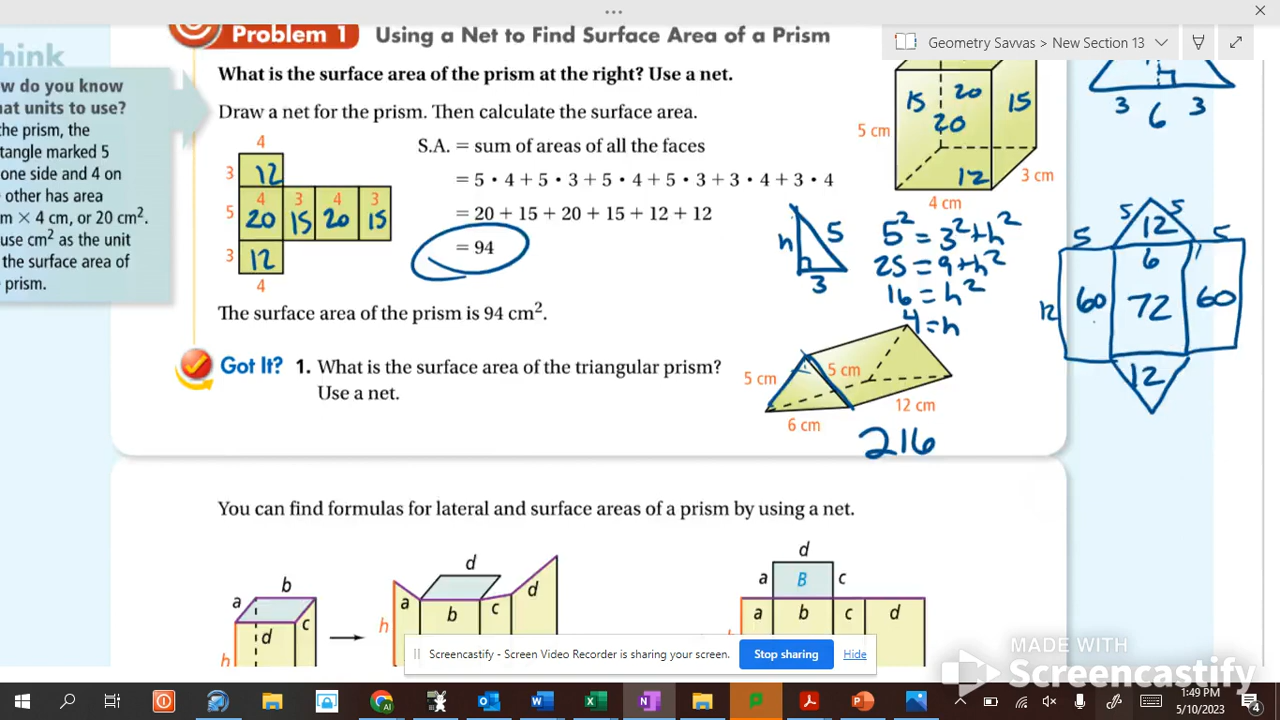 Geometry Savvas > New Section 13
Problem 1 Using a Net to Find Surface Area of a Prism
hink
w do you know
hat units to use?
the prism, the
tangle marked 5
one side and 4 on
other has area
m × 4 cm, or 20 cm².
use cm² as the unit
the surface area of
prism.
What is the surface area of the prism at the right? Use a net.
Draw a net for the prism. Then calculate the surface area.
4
3 12
4 3 4 3
5 20 15 20 15
3 12
4
S.A. = sum of areas of all the faces
= 5 • 4 + 5 • 3 + 5 • 4 + 5 • 3 + 3 • 4 + 3 • 4
= 20 + 15 + 20 + 15 + 12 + 12
= 94
The surface area of the prism is 94 cm².
15 20 15
20
5 cm
12
3 cm
4 cm
3 6 3
h 5
3
5² = 3² + h²
25 = 9 + h²
16 = h²
4 = h
5 5
5 12 5
6
12 60 72 60
12
Got It? 1. What is the surface area of the triangular prism?
Use a net.
5 cm 5 cm
12 cm
6 cm
216
You can find formulas for lateral and surface areas of a prism by using a net.
b
a c
d
h
d
a b c d
h
d
a B c
a b c d
Screencastify - Screen Video Recorder is sharing your screen. Stop sharing Hide
MADE WITH
Screencastify
1:49 PM
5/10/2023
4